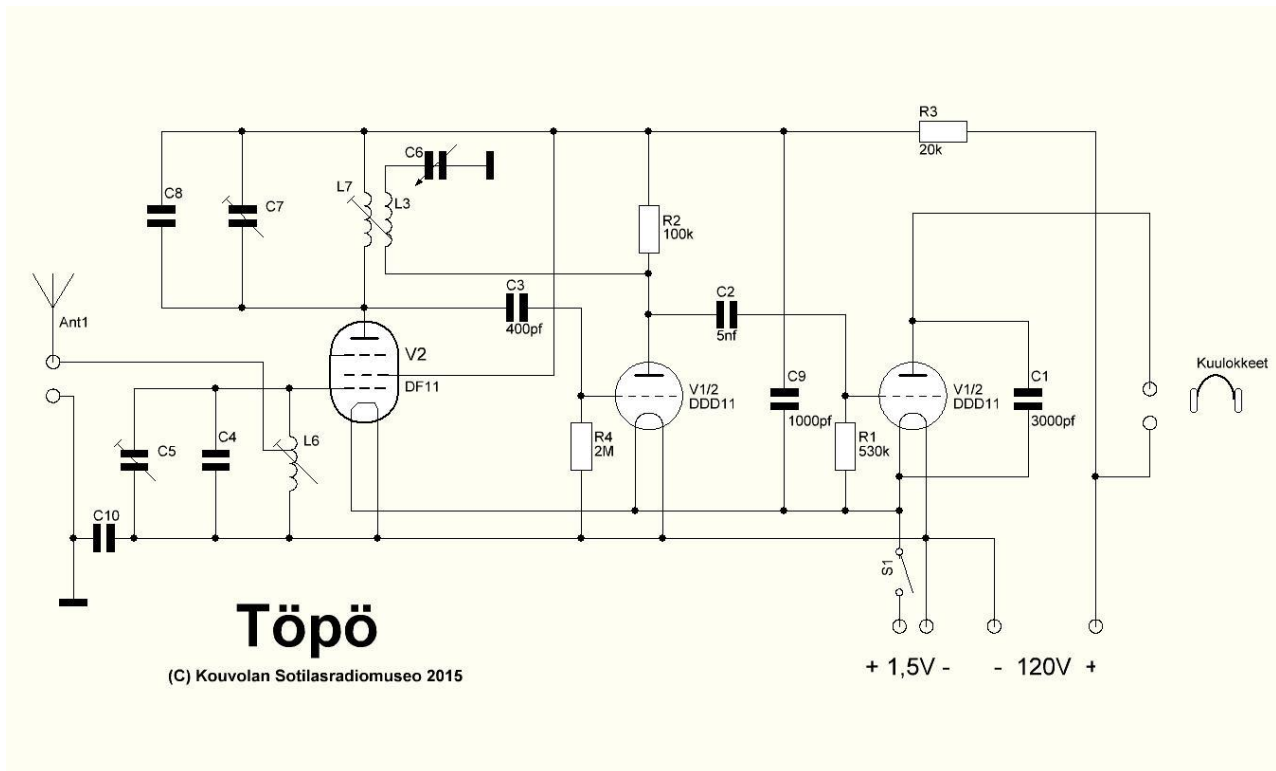 R3
20k
C6
C8
C7
L7
L3
R2
100k
C3
400pf
C2
5nf
Ant1
V2
DF11
V1/2
DDD11
C9
1000pf
V1/2
DDD11
C1
3000pf
Kuulokkeet
C5
C4
L6
R4
2M
R1
530k
C10
S1
Töpö
(C) Kouvolan Sotilasradiomuseo 2015
+ 1,5V - - 120V +